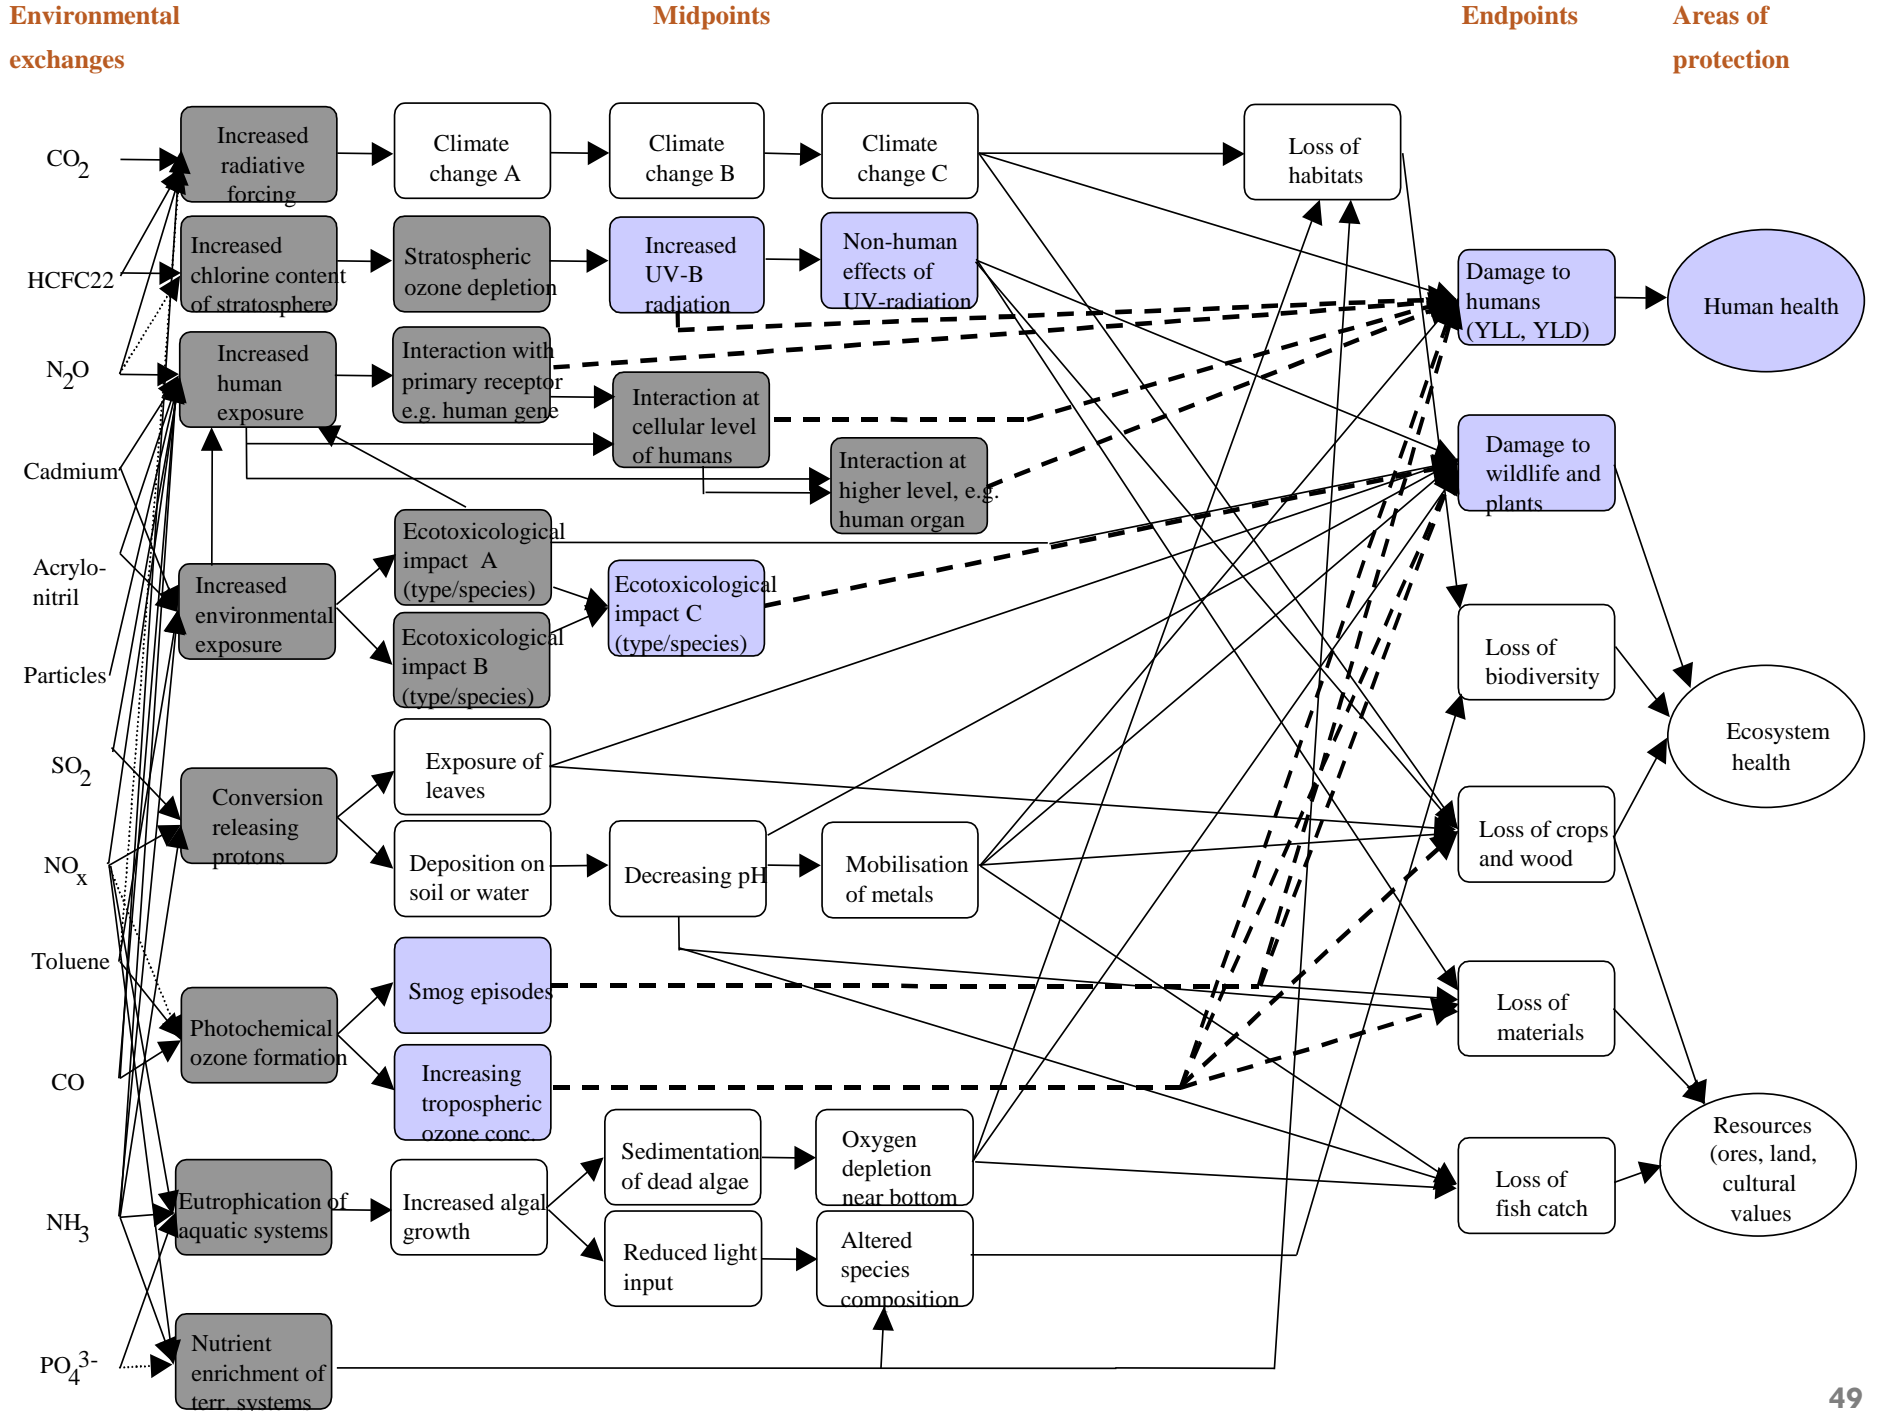 Environmental
exchanges
Midpoints
Endpoints
Areas of
protection
CO2
HCFC22
N2O
Cadmium
Acrylo-
nitril
Particles
SO2
NOx
Toluene
CO
NH3
PO4 3-
Increased
radiative
forcing
Climate
change A
Climate
change B
Climate
change C
Loss of
habitats
Increased
chlorine content
of stratosphere
Stratospheric
ozone depletion
Increased
UV-B
radiation
Non-human
effects of
UV-radiation
Damage to
humans
(YLL, YLD)
Human health
Increased
human
exposure
Interaction with
primary receptor
e.g. human gene
Interaction at
cellular level
of humans
Interaction at
higher level, e.g.
human organ
Damage to
wildlife and
plants
Increased
environmental
exposure
Ecotoxicological
impact A
(type/species)
Ecotoxicological
impact B
(type/species)
Ecotoxicological
impact C
(type/species)
Loss of
biodiversity
Ecosystem
health
Conversion
releasing
protons
Exposure of
leaves
Deposition on
soil or water
Decreasing pH
Mobilisation
of metals
Loss of crops
and wood
Photochemical
ozone formation
Smog episodes
Increasing
tropospheric
ozone conc.
Loss of
materials
Eutrophication of
aquatic systems
Increased algal
growth
Sedimentation
of dead algae
Reduced light
input
Oxygen
depletion
near bottom
Altered
species
composition
Loss of
fish catch
Resources
(ores, land,
cultural
values
Nutrient
enrichment of
terr. systems
49